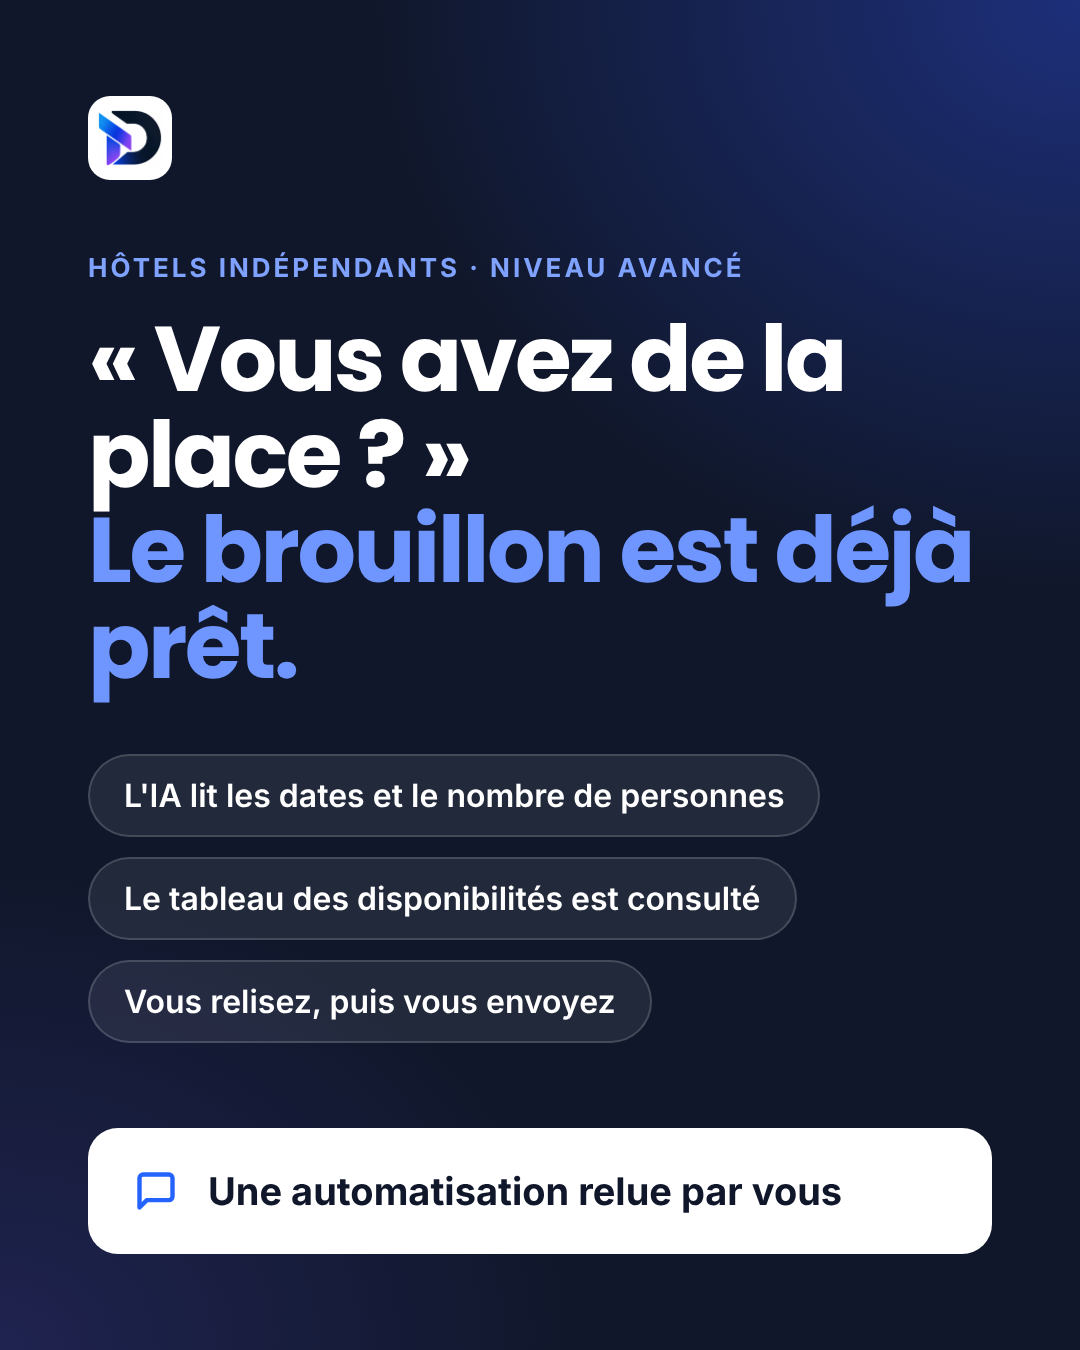 HÔTELS INDÉPENDANTS · NIVEAU AVANCÉ
« Vous avez de la
place ? »
Le brouillon est déjà
prêt.
L'IA lit les dates et le nombre de personnes
Le tableau des disponibilités est consulté
Vous relisez, puis vous envoyez
Une automatisation relue par vous